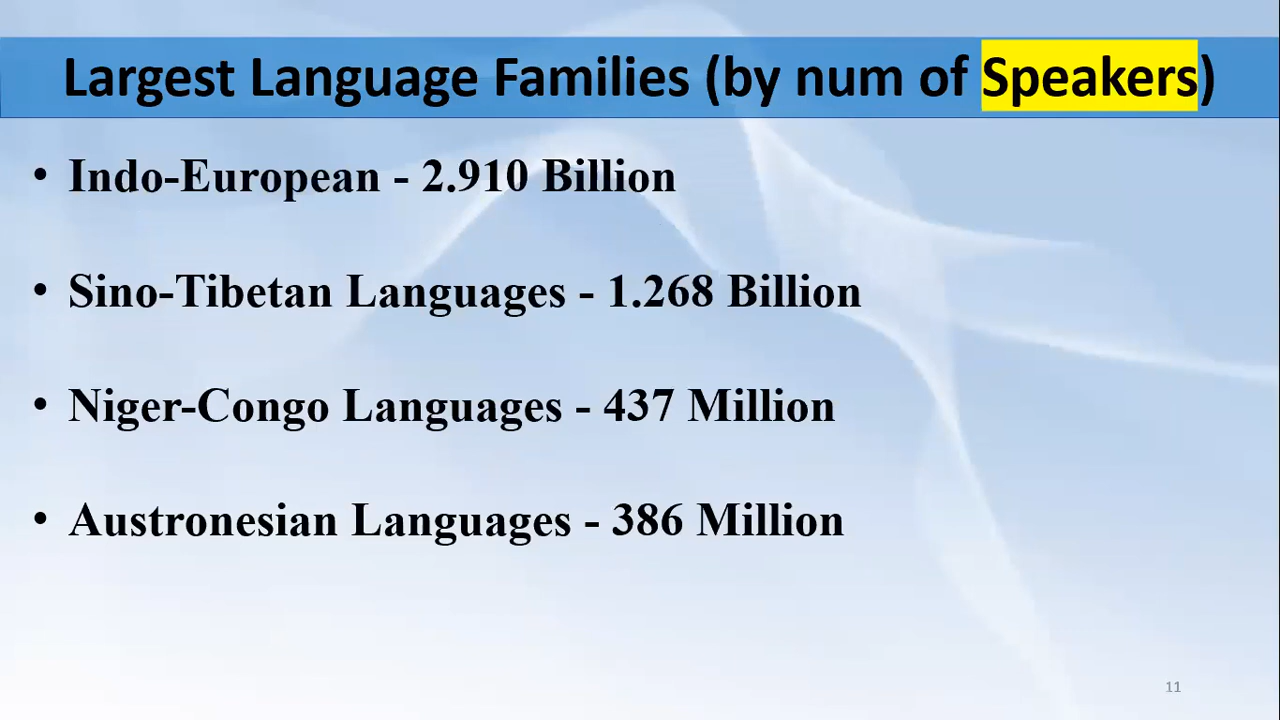 Largest Language Families (by num of Speakers)
• Indo-European - 2.910 Billion
• Sino-Tibetan Languages - 1.268 Billion
• Niger-Congo Languages - 437 Million
• Austronesian Languages - 386 Million
11